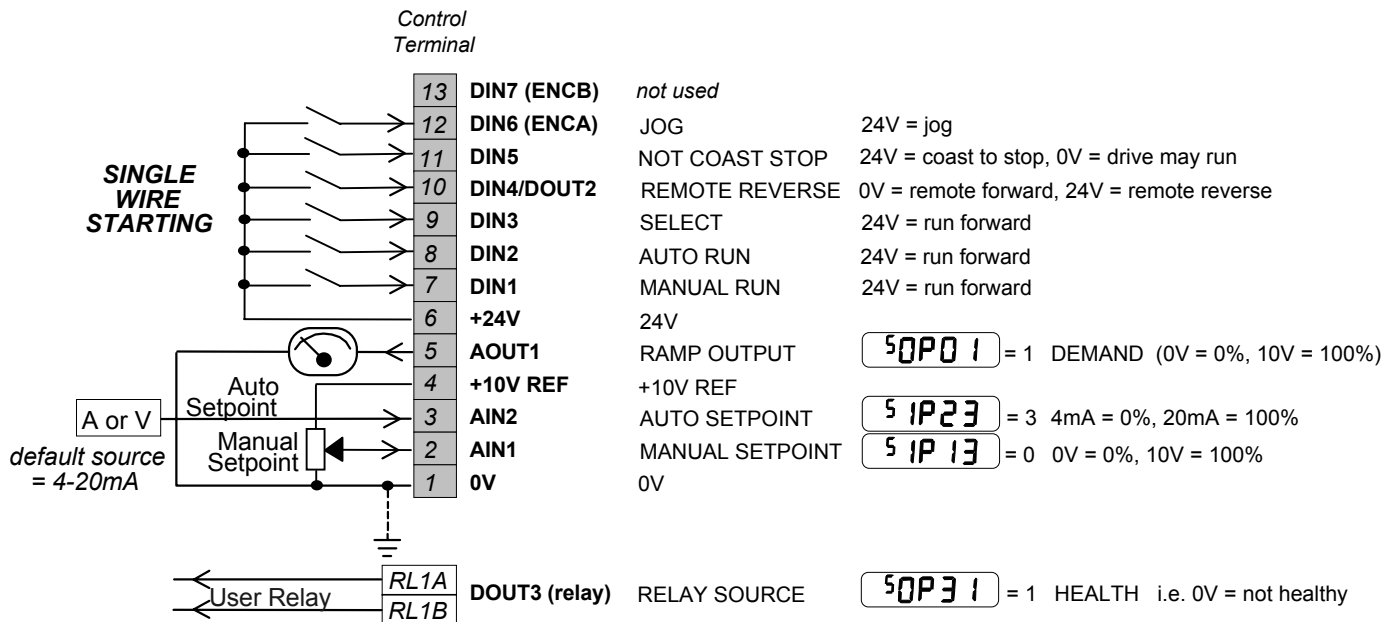 Control
Terminal
13 DIN7 (ENCB) not used
12 DIN6 (ENCA) JOG 24V = jog
11 DIN5 NOT COAST STOP 24V = coast to stop, 0V = drive may run
SINGLE
WIRE
STARTING
10 DIN4/DOUT2 REMOTE REVERSE 0V = remote forward, 24V = remote reverse
9 DIN3 SELECT 24V = run forward
8 DIN2 AUTO RUN 24V = run forward
7 DIN1 MANUAL RUN 24V = run forward
6 +24V 24V
5 AOUT1 RAMP OUTPUT SOP01 = 1 DEMAND (0V = 0%, 10V = 100%)
4 +10V REF +10V REF
Auto
Setpoint
A or V
default source
= 4-20mA
3 AIN2 AUTO SETPOINT SIP23 = 3 4mA = 0%, 20mA = 100%
Manual
Setpoint
2 AIN1 MANUAL SETPOINT SIP13 = 0 0V = 0%, 10V = 100%
1 0V 0V
User Relay
RL1A
RL1B
DOUT3 (relay) RELAY SOURCE SOP31 = 1 HEALTH i.e. 0V = not healthy